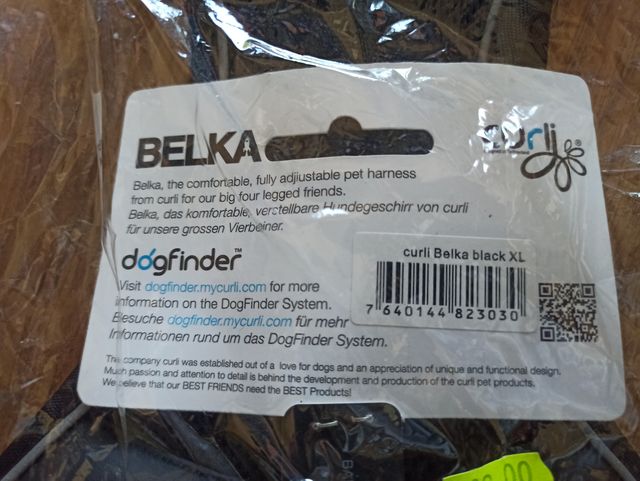 BELKA
curli
Belka, the comfortable, fully adjiustable pet harness
from curli for our big four legged friends.
Belka, das komfortable, verstellbare Hundegeschirr von curli
für unsere grossen Vierbeiner.
dogfinder™
Visit dogfinder.mycurli.com for more
information on the DogFinder System.
Besuche dogfinder.mycurli.com für mehr
Informationen rund um das DogFinder System.
curli Belka black XL
7 640144 823030
The company curli was established out of a love for dogs and an appreciation of unique and functional design.
Much passion and attention to detail is behind the development and production of the curli pet products.
We believe that our BEST FRIENDS need the BEST Products!